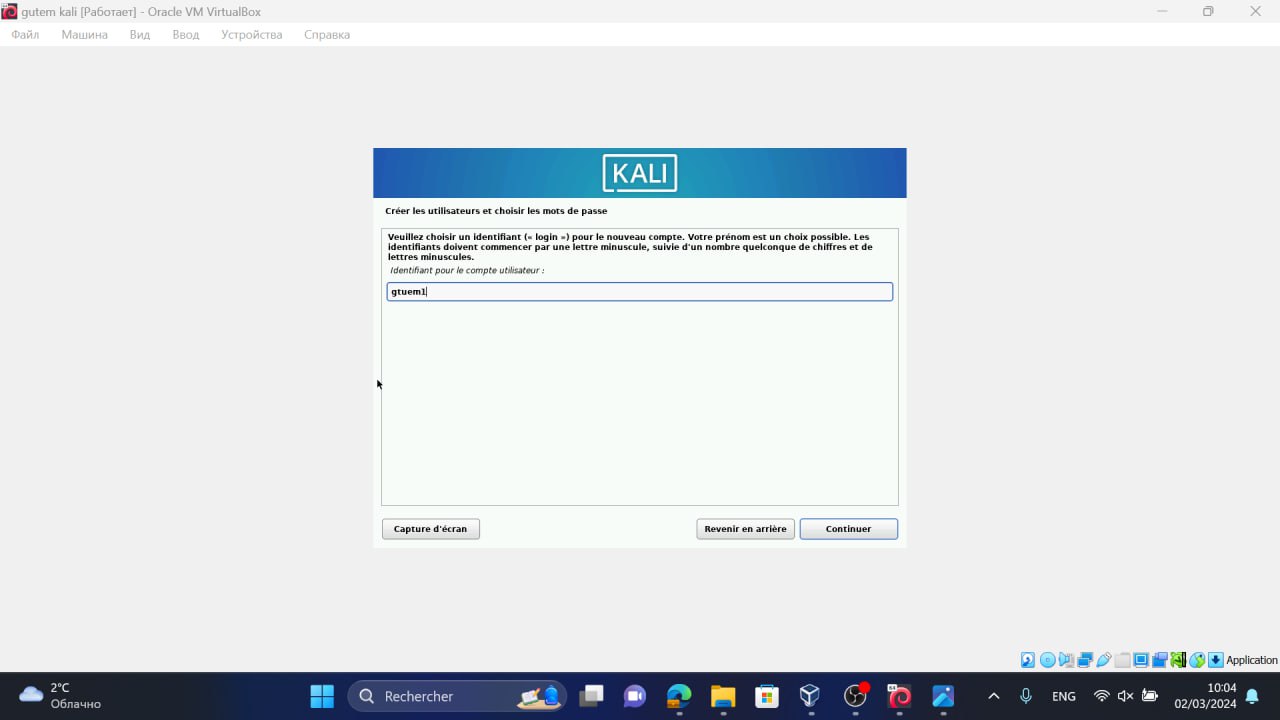 gutem kali [Работает] - Oracle VM VirtualBox
Файл Машина Вид Ввод Устройства Справка
KALI
Créer les utilisateurs et choisir les mots de passe
Veuillez choisir un identifiant (« login ») pour le nouveau compte. Votre prénom est un choix possible. Les
identifiants doivent commencer par une lettre minuscule, suivie d'un nombre quelconque de chiffres et de
lettres minuscules.
Identifiant pour le compte utilisateur :
gtuem1
Capture d'écran Revenir en arrière Continuer
Application
2°C
Облачно
Rechercher
ENG
10:04
02/03/2024